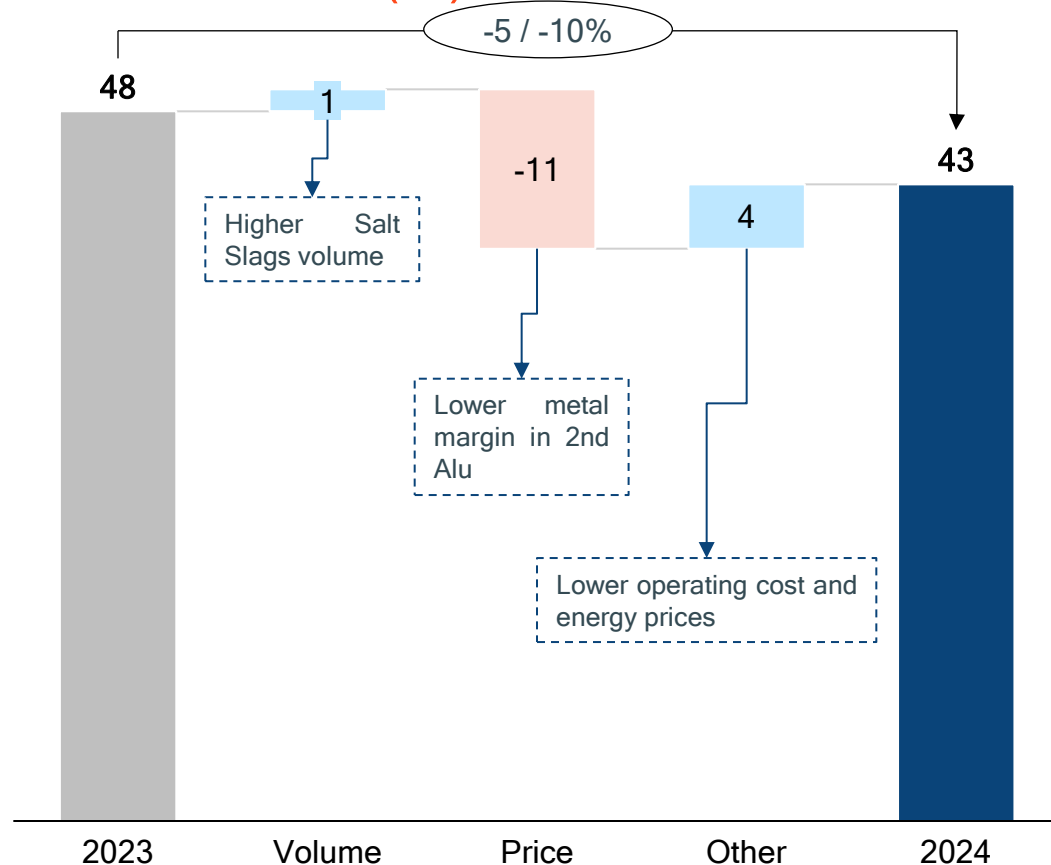 -5 / -10%
48
1
-11
4
43
Higher Salt
Slags volume
Lower metal
margin in 2nd
Alu
Lower operating cost and
energy prices
2023 Volume Price Other 2024